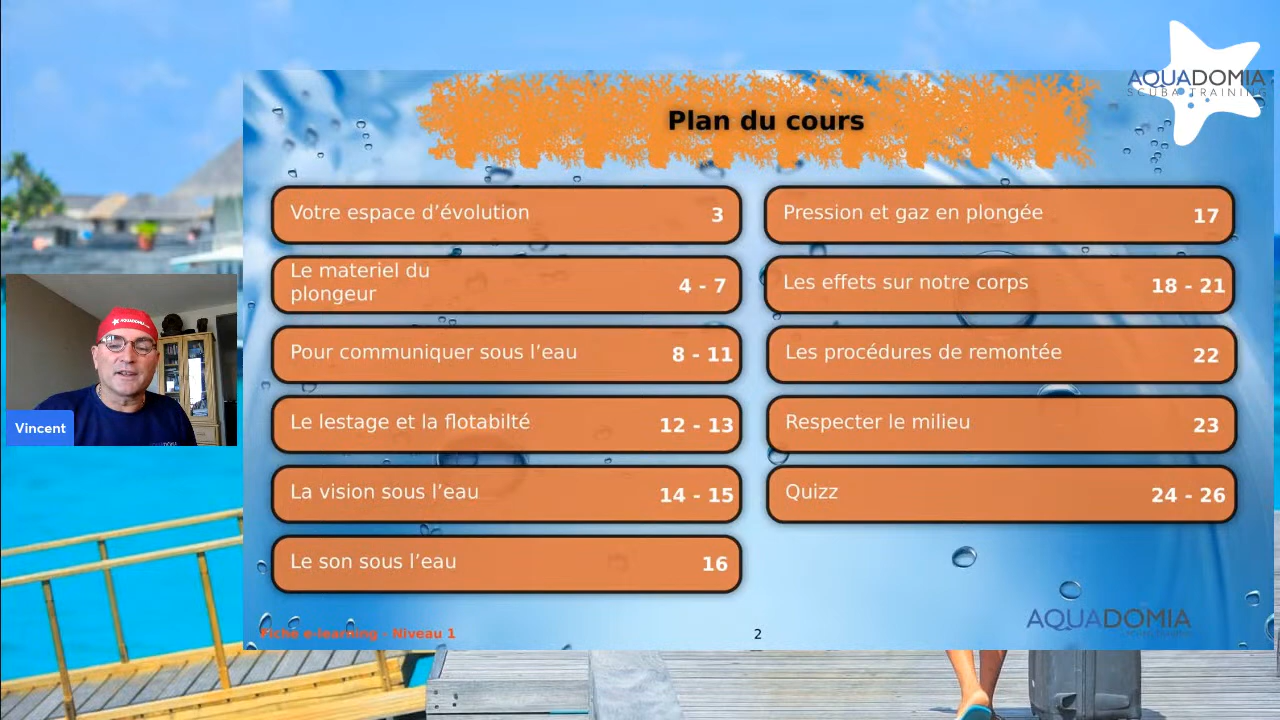 AQUADOMIA
SCUBA TRAINING
Plan du cours
Votre espace d’évolution 3
Le materiel du
plongeur 4 - 7
Pour communiquer sous l’eau 8 - 11
Le lestage et la flotabilté 12 - 13
La vision sous l’eau 14 - 15
Le son sous l’eau 16
Pression et gaz en plongée 17
Les effets sur notre corps 18 - 21
Les procédures de remontée 22
Respecter le milieu 23
Quizz 24 - 26
AQUADOMIA
Vincent
Fiche e-learning - Niveau 1
2
AQUADOMIA